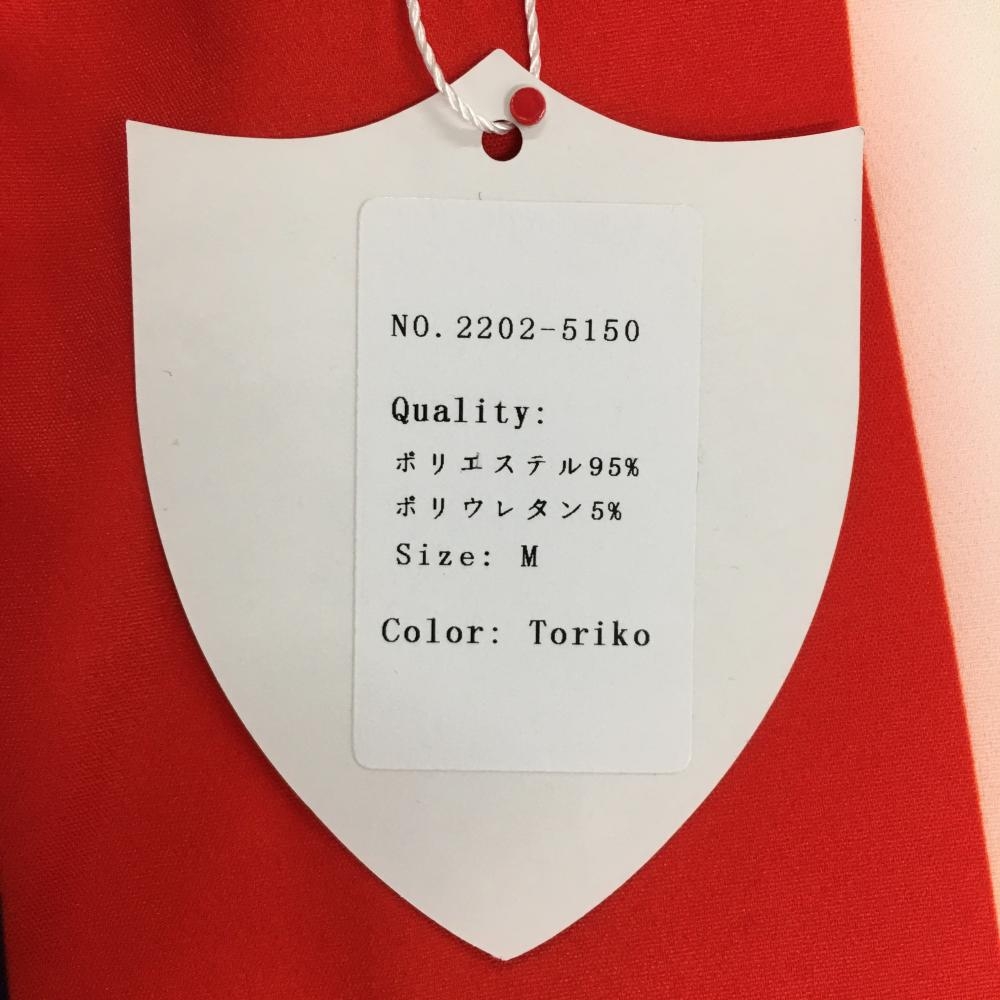 NO.2202-5150
Quality:
ポリエステル95%
ポリウレタン5%
Size: M
Color: Toriko